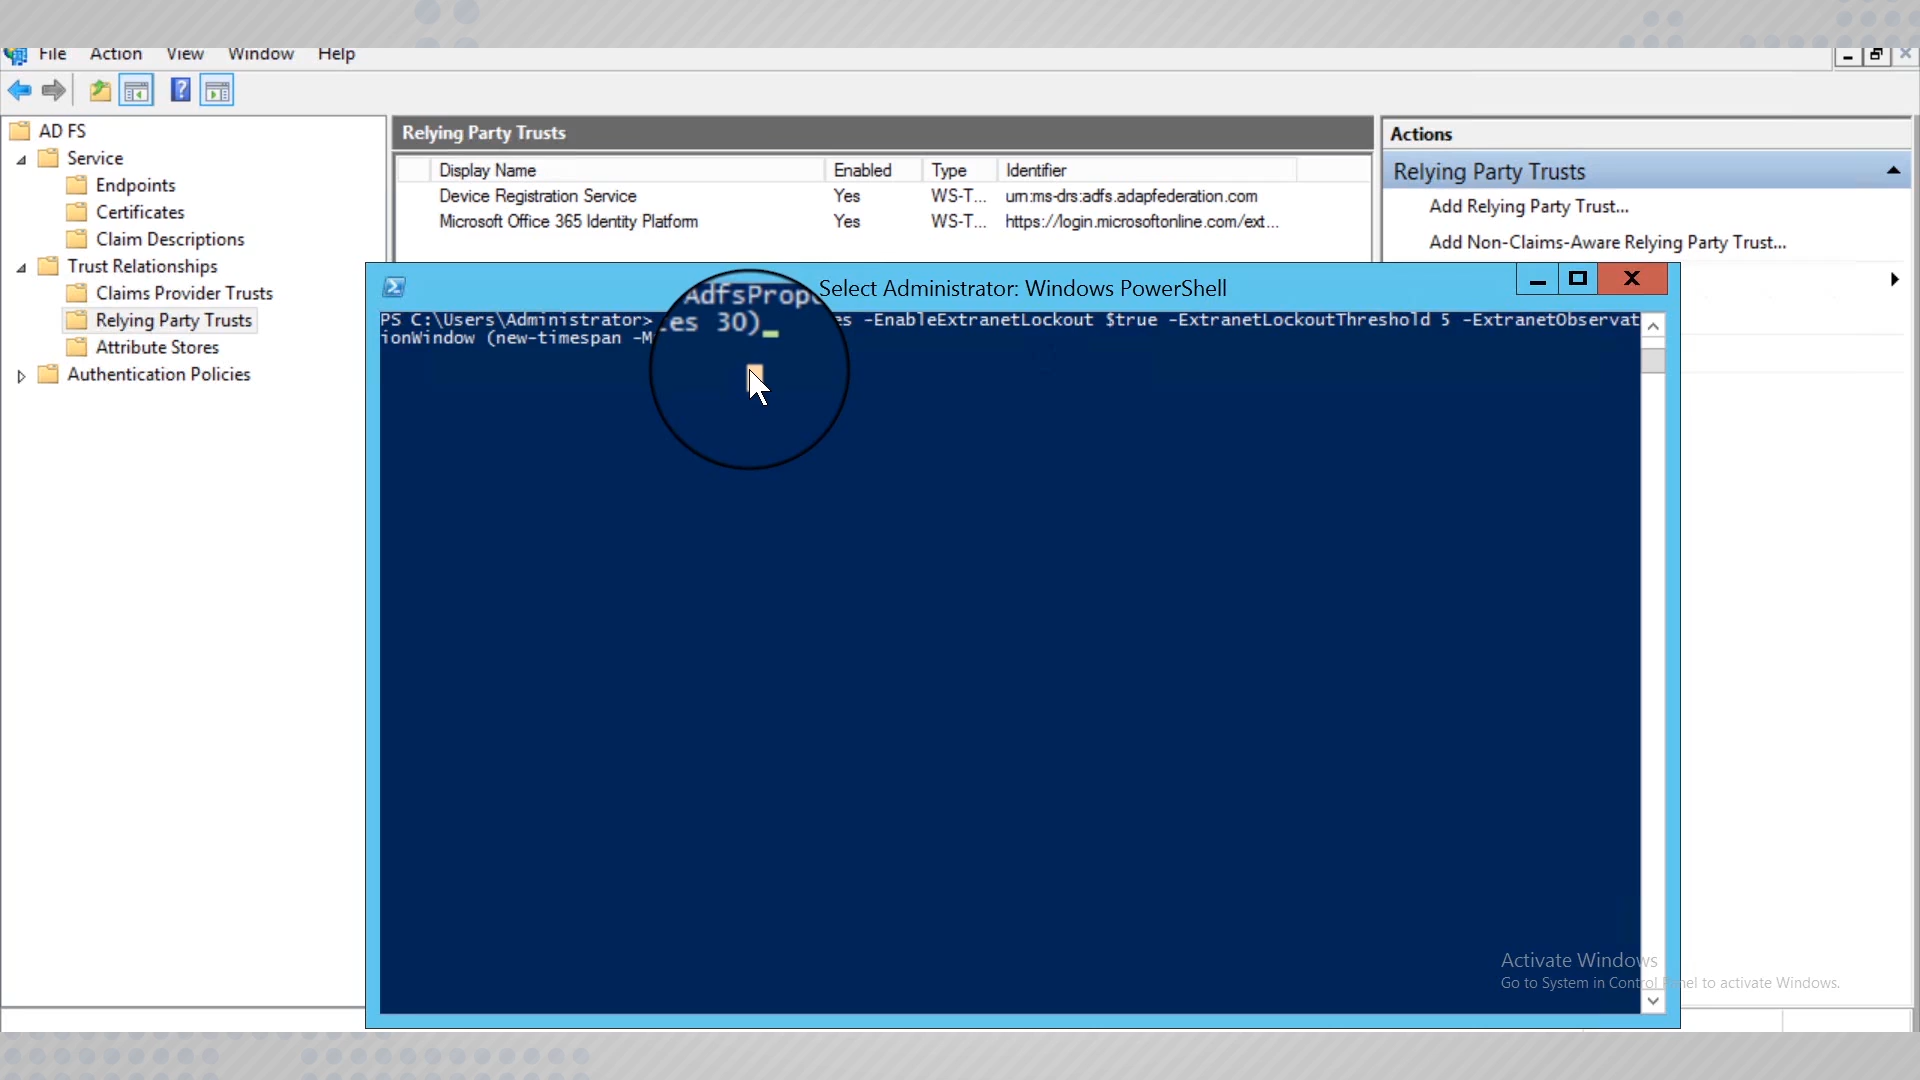 File Action View Window Help
AD FS
Service
Endpoints
Certificates
Claim Descriptions
Trust Relationships
Claims Provider Trusts
Relying Party Trusts
Attribute Stores
Authentication Policies
Relying Party Trusts
Display Name Enabled Type Identifier
Device Registration Service Yes WS-T... urn:ms-drs:adfs.adapfederation.com
Microsoft Office 365 Identity Platform Yes WS-T... https://login.microsoftonline.com/ext...
Actions
Relying Party Trusts
Add Relying Party Trust...
Add Non-Claims-Aware Relying Party Trust...
Select Administrator: Windows PowerShell
PS C:\Users\Administrator> AdfsPrope es -EnableExtranetLockout $true -ExtranetLockoutThreshold 5 -ExtranetObservat
ionWindow (new-timespan -M es 30)_
Activate Windows
Go to System in Control Panel to activate Windows.